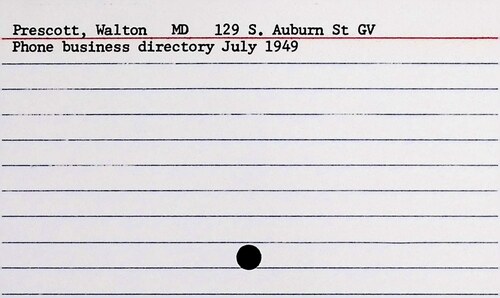 Prescott, Walton MD 129 S. Auburn St GV
Phone business directory July 1949